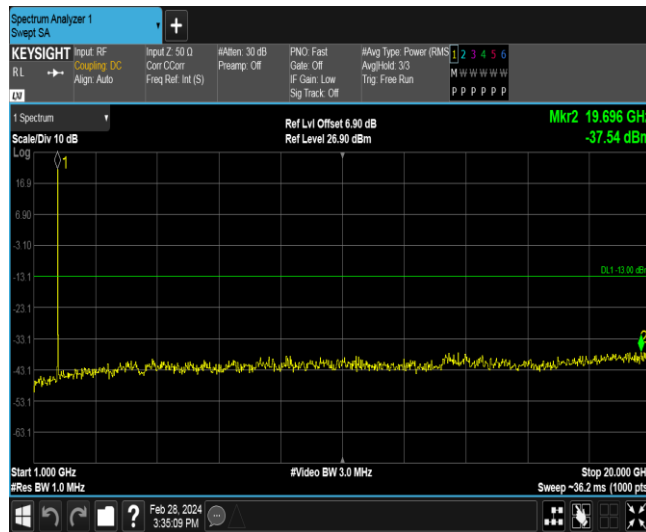 Spectrum Analyzer 1
Swept SA
+
KEYSIGHT
RL
LXI
Input: RF
Coupling: DC
Align: Auto
Input Z: 50 Ω
Corr CCorr
Freq Ref: Int (S)
#Atten: 30 dB
Preamp: Off
PNO: Fast
Gate: Off
IF Gain: Low
Sig Track: Off
#Avg Type: Power (RMS
Avg|Hold: 3/3
Trig: Free Run
1 2 3 4 5 6
M W W W W W
P P P P P P
1 Spectrum
Scale/Div 10 dB
Ref Lvl Offset 6.90 dB
Ref Level 26.90 dBm
Mkr2 19.696 GHz
-37.54 dBm
Log
1
16.9
6.90
-3.10
-13.1
DL1 -13.00 dBm
-23.1
-33.1
2
-43.1
-53.1
-63.1
Start 1.000 GHz
#Video BW 3.0 MHz
Stop 20.000 GHz
#Res BW 1.0 MHz
Sweep ~36.2 ms (1000 pts)
?
Feb 28, 2024
3:35:09 PM